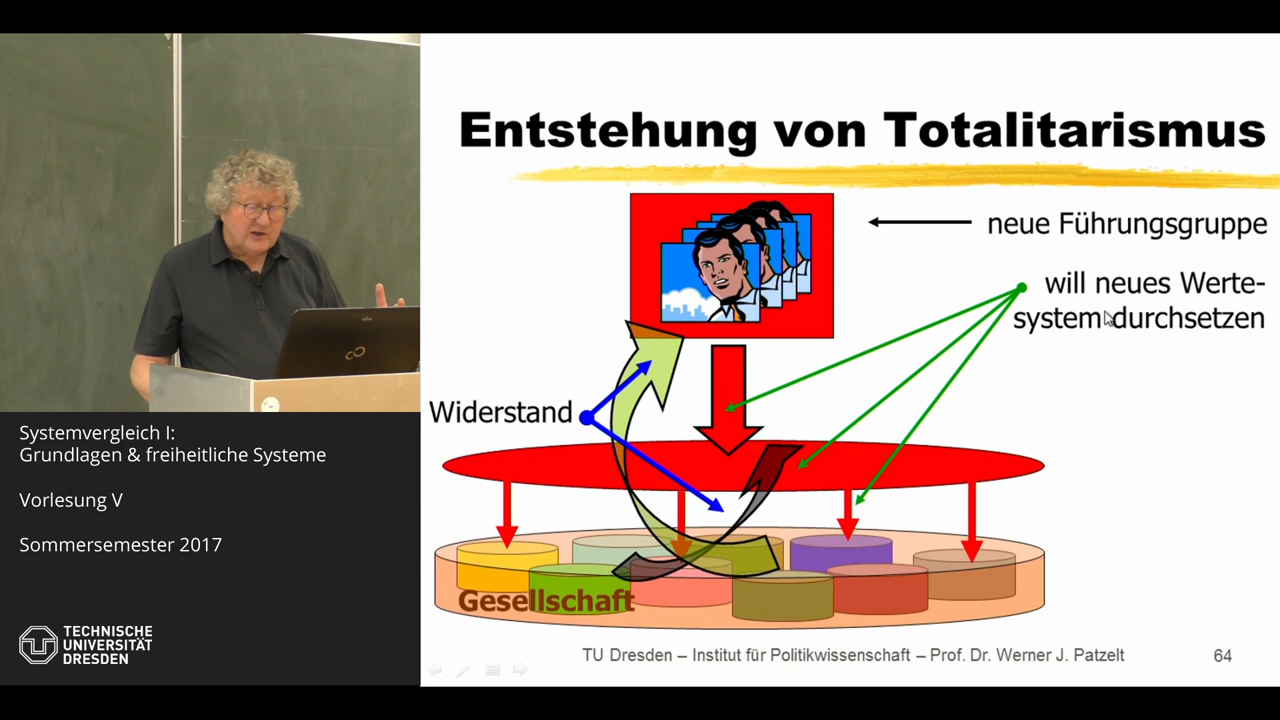 Entstehung von Totalitarismus
neue Führungsgruppe
will neues Werte-
system durchsetzen
Widerstand
Gesellschaft
TU Dresden – Institut für Politikwissenschaft – Prof. Dr. Werner J. Patzelt
64
Systemvergleich I:
Grundlagen & freiheitliche Systeme
Vorlesung V
Sommersemester 2017
TECHNISCHE
UNIVERSITÄT
DRESDEN